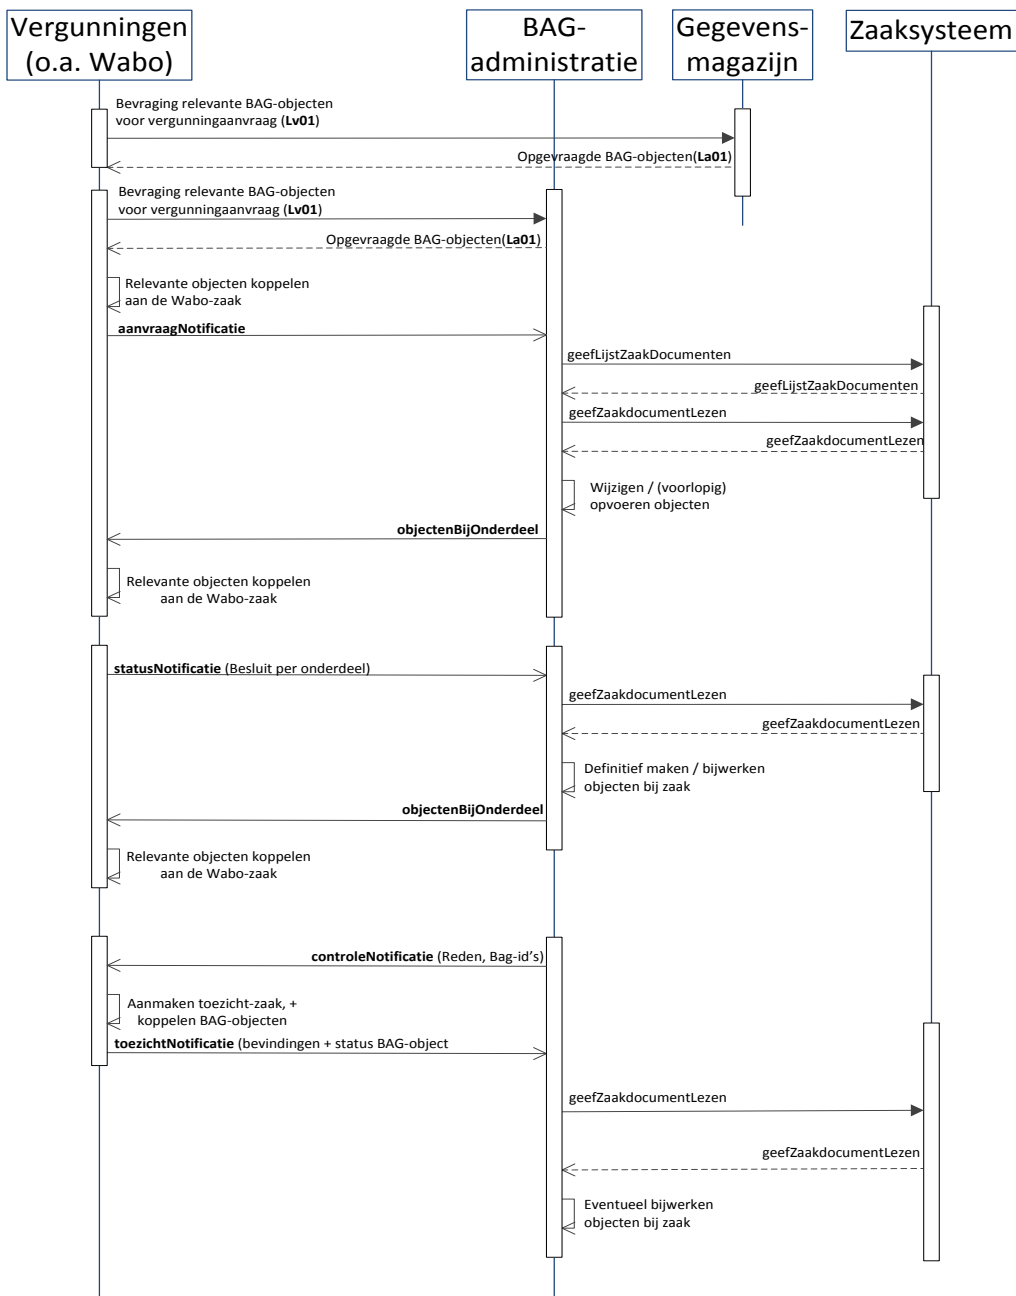 Vergunningen
(o.a. Wabo)
BAG-
administratie
Gegevens-
magazijn
Zaaksysteem
Bevraging relevante BAG-objecten
voor vergunningaanvraag (Lv01)
Opgevraagde BAG-objecten(La01)
Bevraging relevante BAG-objecten
voor vergunningaanvraag (Lv01)
Opgevraagde BAG-objecten(La01)
Relevante objecten koppelen
aan de Wabo-zaak
aanvraagNotificatie
geefLijstZaakDocumenten
geefLijstZaakDocumenten
geefZaakdocumentLezen
geefZaakdocumentLezen
Wijzigen / (voorlopig)
opvoeren objecten
objectenBijOnderdeel
Relevante objecten koppelen
aan de Wabo-zaak
statusNotificatie (Besluit per onderdeel)
geefZaakdocumentLezen
geefZaakdocumentLezen
Definitief maken / bijwerken
objecten bij zaak
objectenBijOnderdeel
Relevante objecten koppelen
aan de Wabo-zaak
controleNotificatie (Reden, Bag-id's)
Aanmaken toezicht-zaak, +
koppelen BAG-objecten
toezichtNotificatie (bevindingen + status BAG-object
geefZaakdocumentLezen
geefZaakdocumentLezen
Eventueel bijwerken
objecten bij zaak